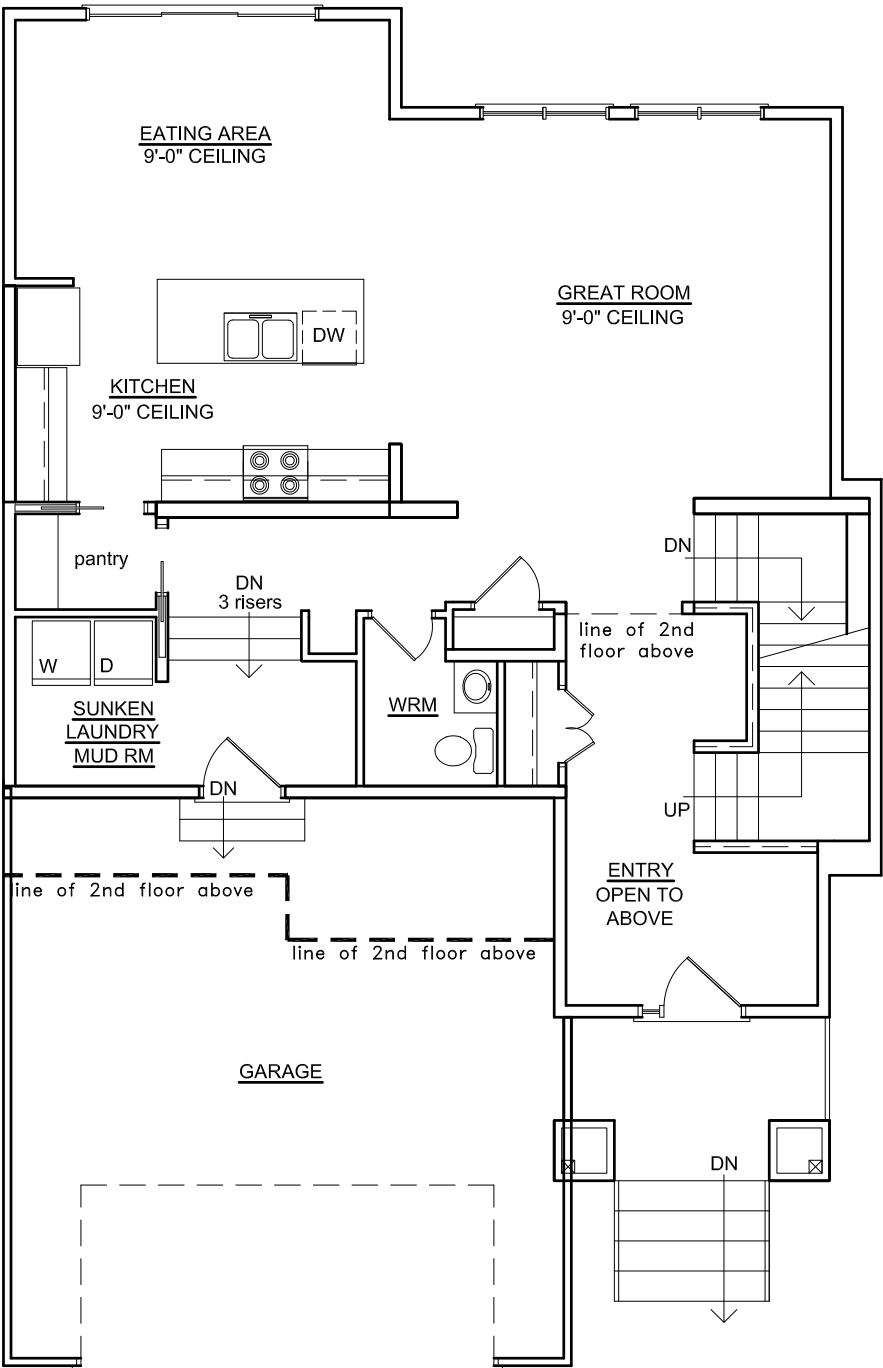 EATING AREA
9'-0" CEILING
GREAT ROOM
9'-0" CEILING
DW
KITCHEN
9'-0" CEILING
pantry
DN
DN
3 risers
line of 2nd
floor above
W
D
WRM
SUNKEN
LAUNDRY
MUD RM
DN
UP
ENTRY
OPEN TO
ABOVE
line of 2nd floor above
line of 2nd floor above
GARAGE
DN